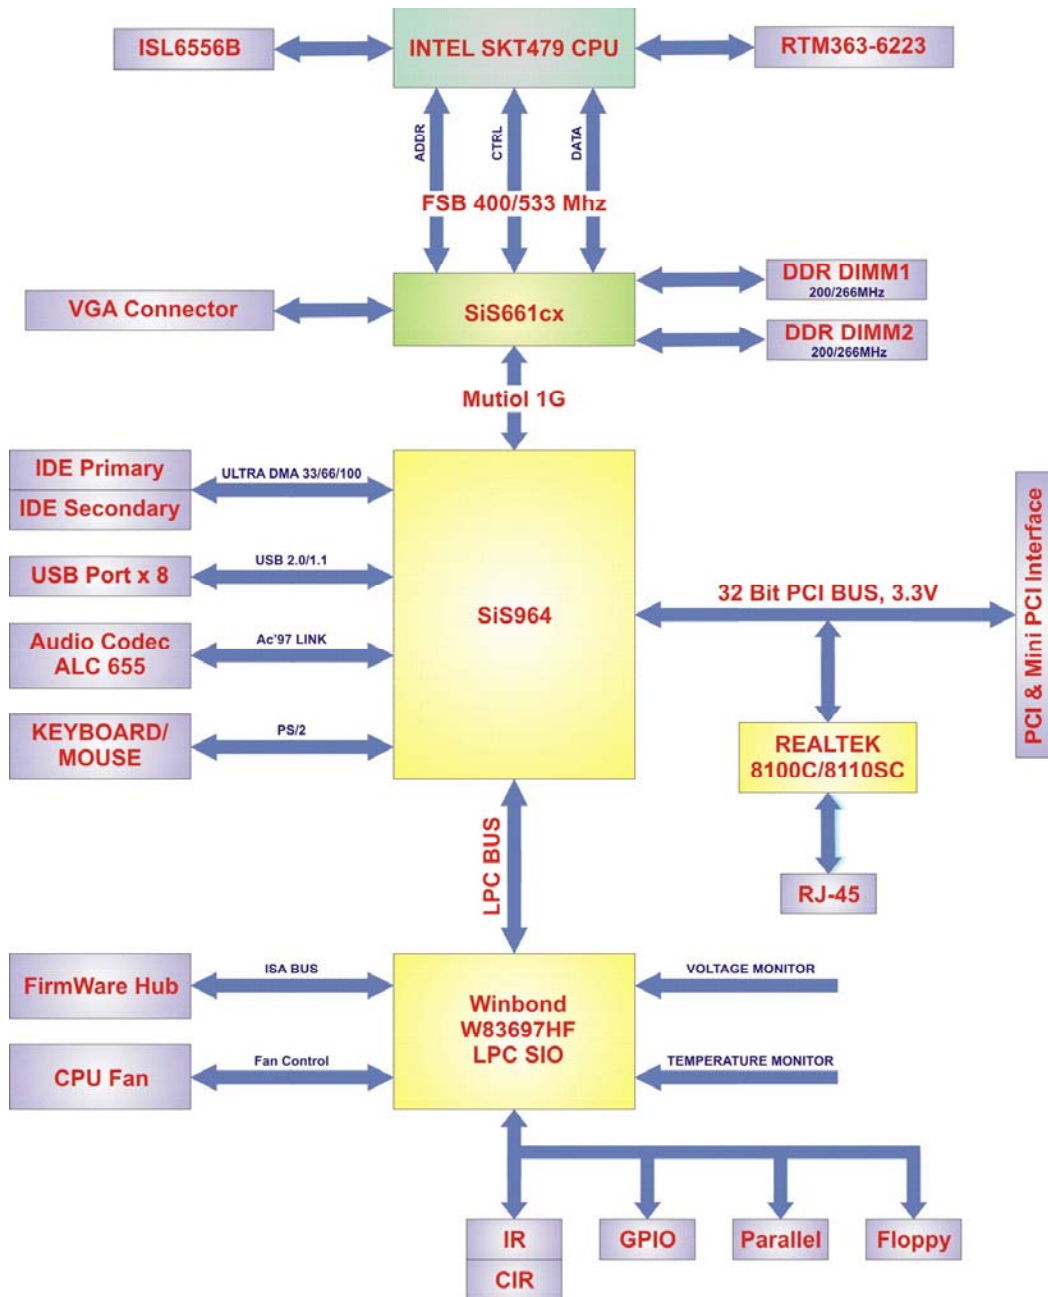 ISL6556B
INTEL SKT479 CPU
RTM363-6223
ADDR
CTRL
DATA
FSB 400/533 Mhz
VGA Connector
SiS661cx
DDR DIMM1
200/266MHz
DDR DIMM2
200/266MHz
Mutiol 1G
IDE Primary
IDE Secondary
ULTRA DMA 33/66/100
USB Port x 8
USB 2.0/1.1
Audio Codec
ALC 655
Ac'97 LINK
KEYBOARD/
MOUSE
PS/2
SiS964
32 Bit PCI BUS, 3.3V
PCI & Mini PCI Interface
REALTEK
8100C/8110SC
RJ-45
LPC BUS
FirmWare Hub
ISA BUS
CPU Fan
Fan Control
Winbond
W83697HF
LPC SIO
VOLTAGE MONITOR
TEMPERATURE MONITOR
IR
CIR
GPIO
Parallel
Floppy